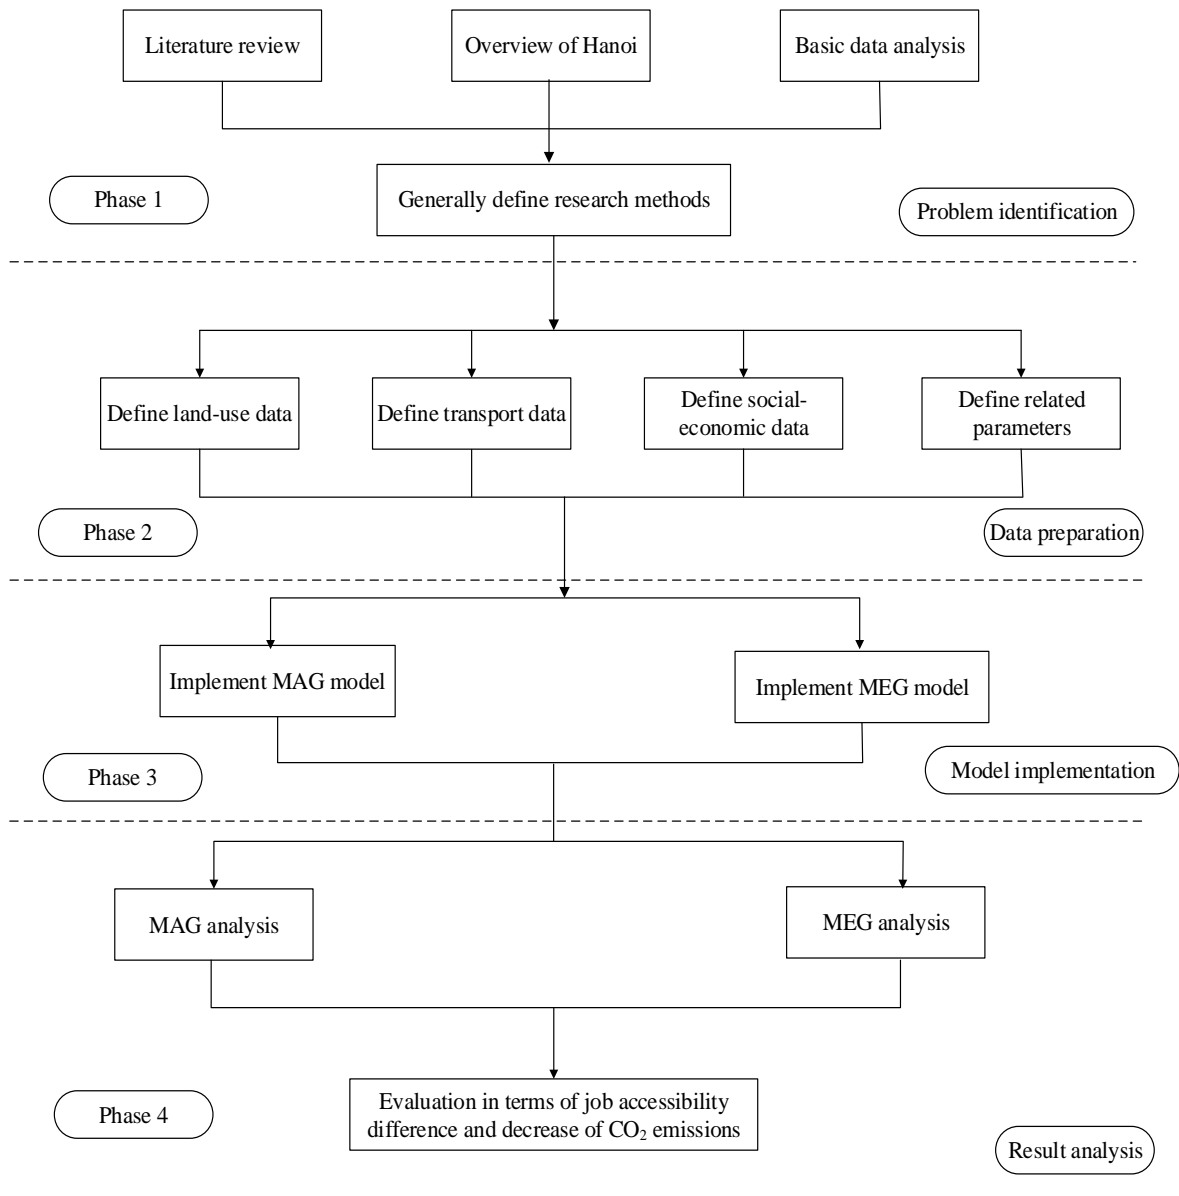 Literature review
Overview of Hanoi
Basic data analysis
Generally define research methods
Phase 1
Problem identification
Define land-use data
Define transport data
Define social-
economic data
Define related
parameters
Phase 2
Data preparation
Implement MAG model
Implement MEG model
Phase 3
Model implementation
MAG analysis
MEG analysis
Evaluation in terms of job accessibility
difference and decrease of CO₂ emissions
Phase 4
Result analysis